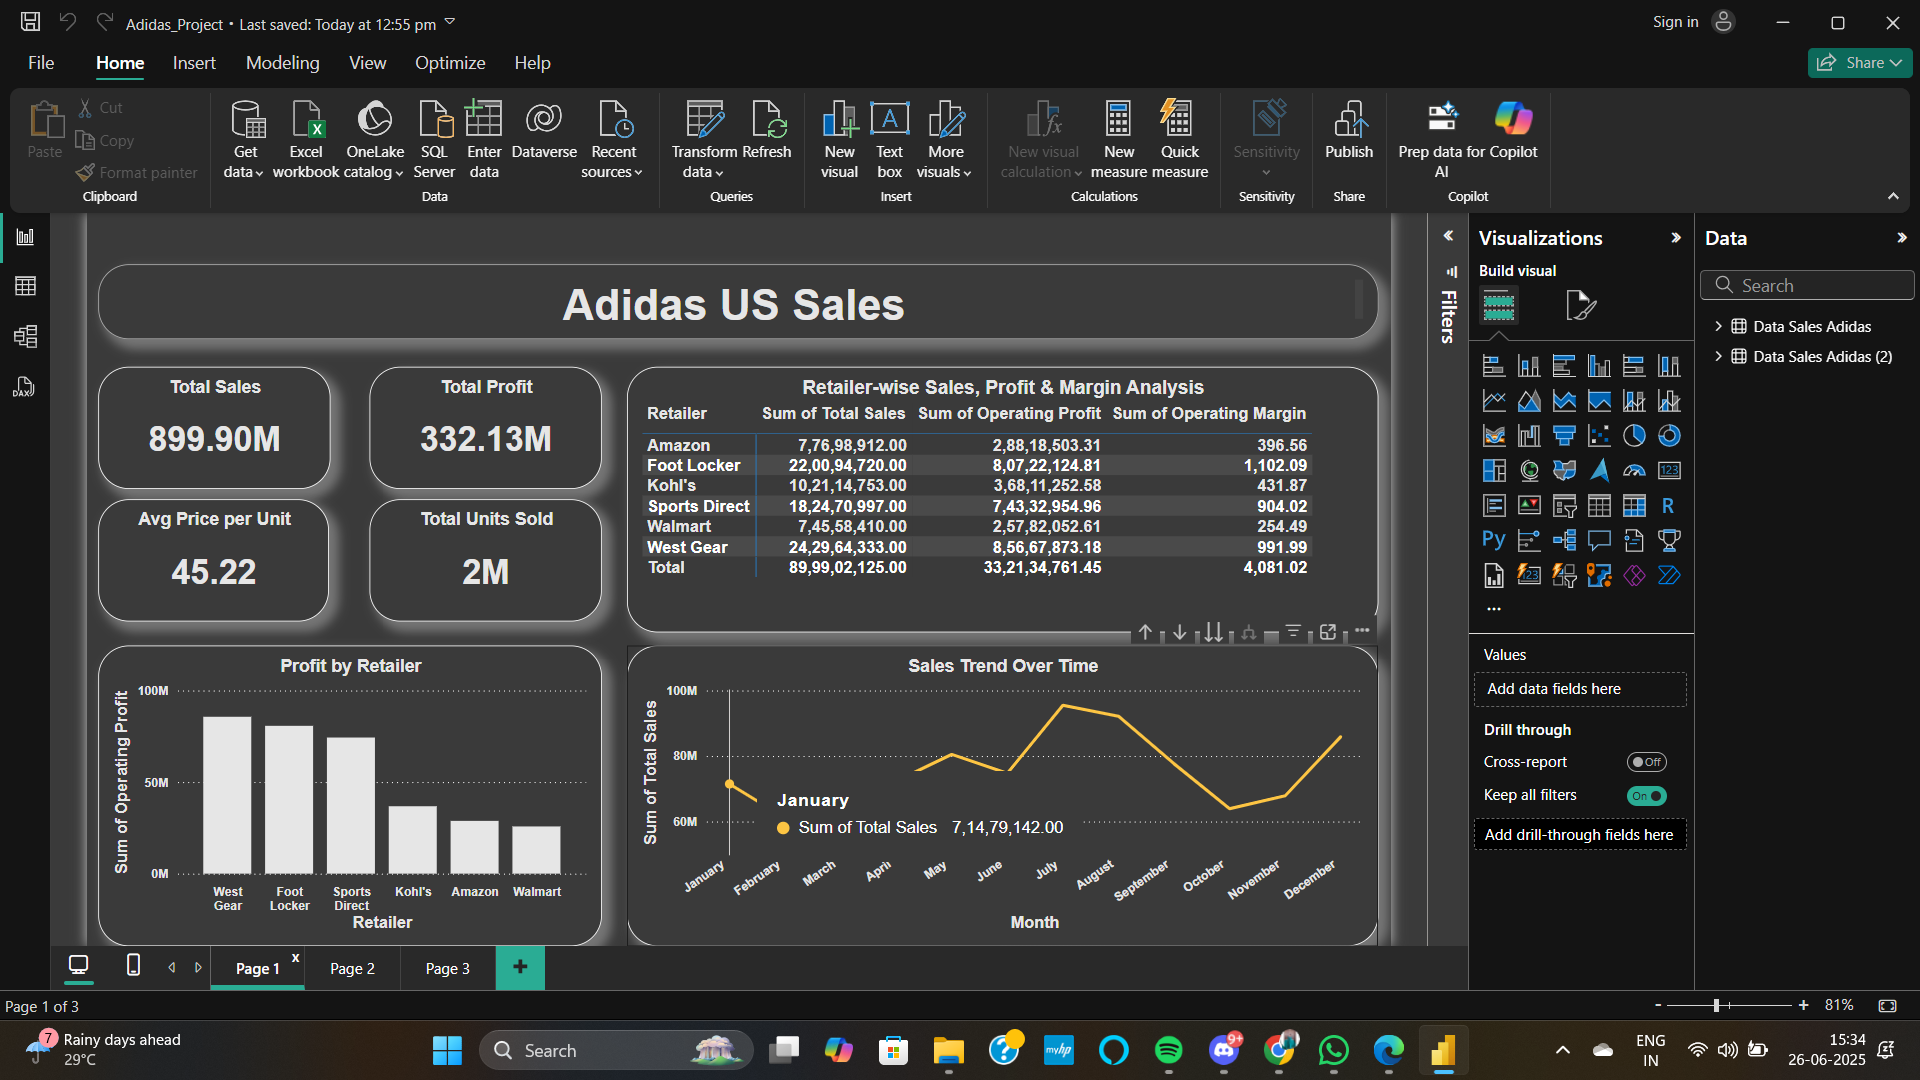 Adidas_Project • Last saved: Today at 12:55 pm
Sign in
File Home Insert Modeling View Optimize Help
Share
Paste
Cut
Copy
Format painter
Clipboard
Get data
Excel workbook
OneLake catalog
SQL Server
Enter data
Dataverse
Recent sources
Data
Transform data
Refresh
Queries
New visual
Text box
More visuals
Insert
New visual calculation
New measure
Quick measure
Calculations
Sensitivity
Sensitivity
Publish
Share
Prep data for AI
Copilot
Copilot
DAX
Adidas US Sales
Total Sales
899.90M
Total Profit
332.13M
Avg Price per Unit
45.22
Total Units Sold
2M
Retailer-wise Sales, Profit & Margin Analysis
Retailer Sum of Total Sales Sum of Operating Profit Sum of Operating Margin
Amazon 7,76,98,912.00 2,88,18,503.31 396.56
Foot Locker 22,00,94,720.00 8,07,22,124.81 1,102.09
Kohl's 10,21,14,753.00 3,68,11,252.58 431.87
Sports Direct 18,24,70,997.00 7,43,32,954.96 904.02
Walmart 7,45,58,410.00 2,57,82,052.61 254.49
West Gear 24,29,64,333.00 8,56,67,873.18 991.99
Total 89,99,02,125.00 33,21,34,761.45 4,081.02
Profit by Retailer
Sum of Operating Profit
100M
50M
0M
West Gear
Foot Locker
Sports Direct
Kohl's
Amazon
Walmart
Retailer
Sales Trend Over Time
Sum of Total Sales
100M
80M
60M
January
Sum of Total Sales 7,14,79,142.00
January February March April May June July August September October November December
Month
Filters
Visualizations
Build visual
123
R
Py
123
...
Values
Add data fields here
Drill through
Cross-report Off
Keep all filters On
Add drill-through fields here
Data
Search
Data Sales Adidas
Data Sales Adidas (2)
Page 1 x
Page 2
Page 3
+
Page 1 of 3
- + 81%
7
Rainy days ahead
29°C
Search
myhp
9+
ENG
IN
15:34
26-06-2025